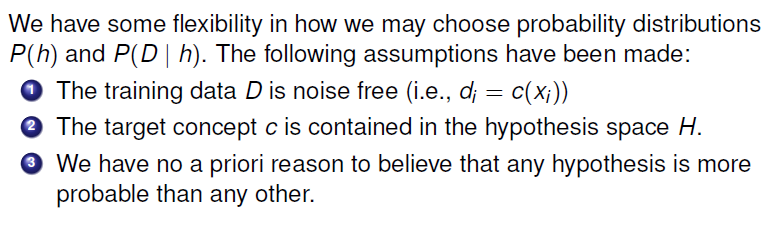 We have some flexibility in how we may choose probability distributions
P(h) and P(D | h). The following assumptions have been made:
1 The training data D is noise free (i.e., dᵢ = c(xᵢ))
2 The target concept c is contained in the hypothesis space H.
3 We have no a priori reason to believe that any hypothesis is more
probable than any other.